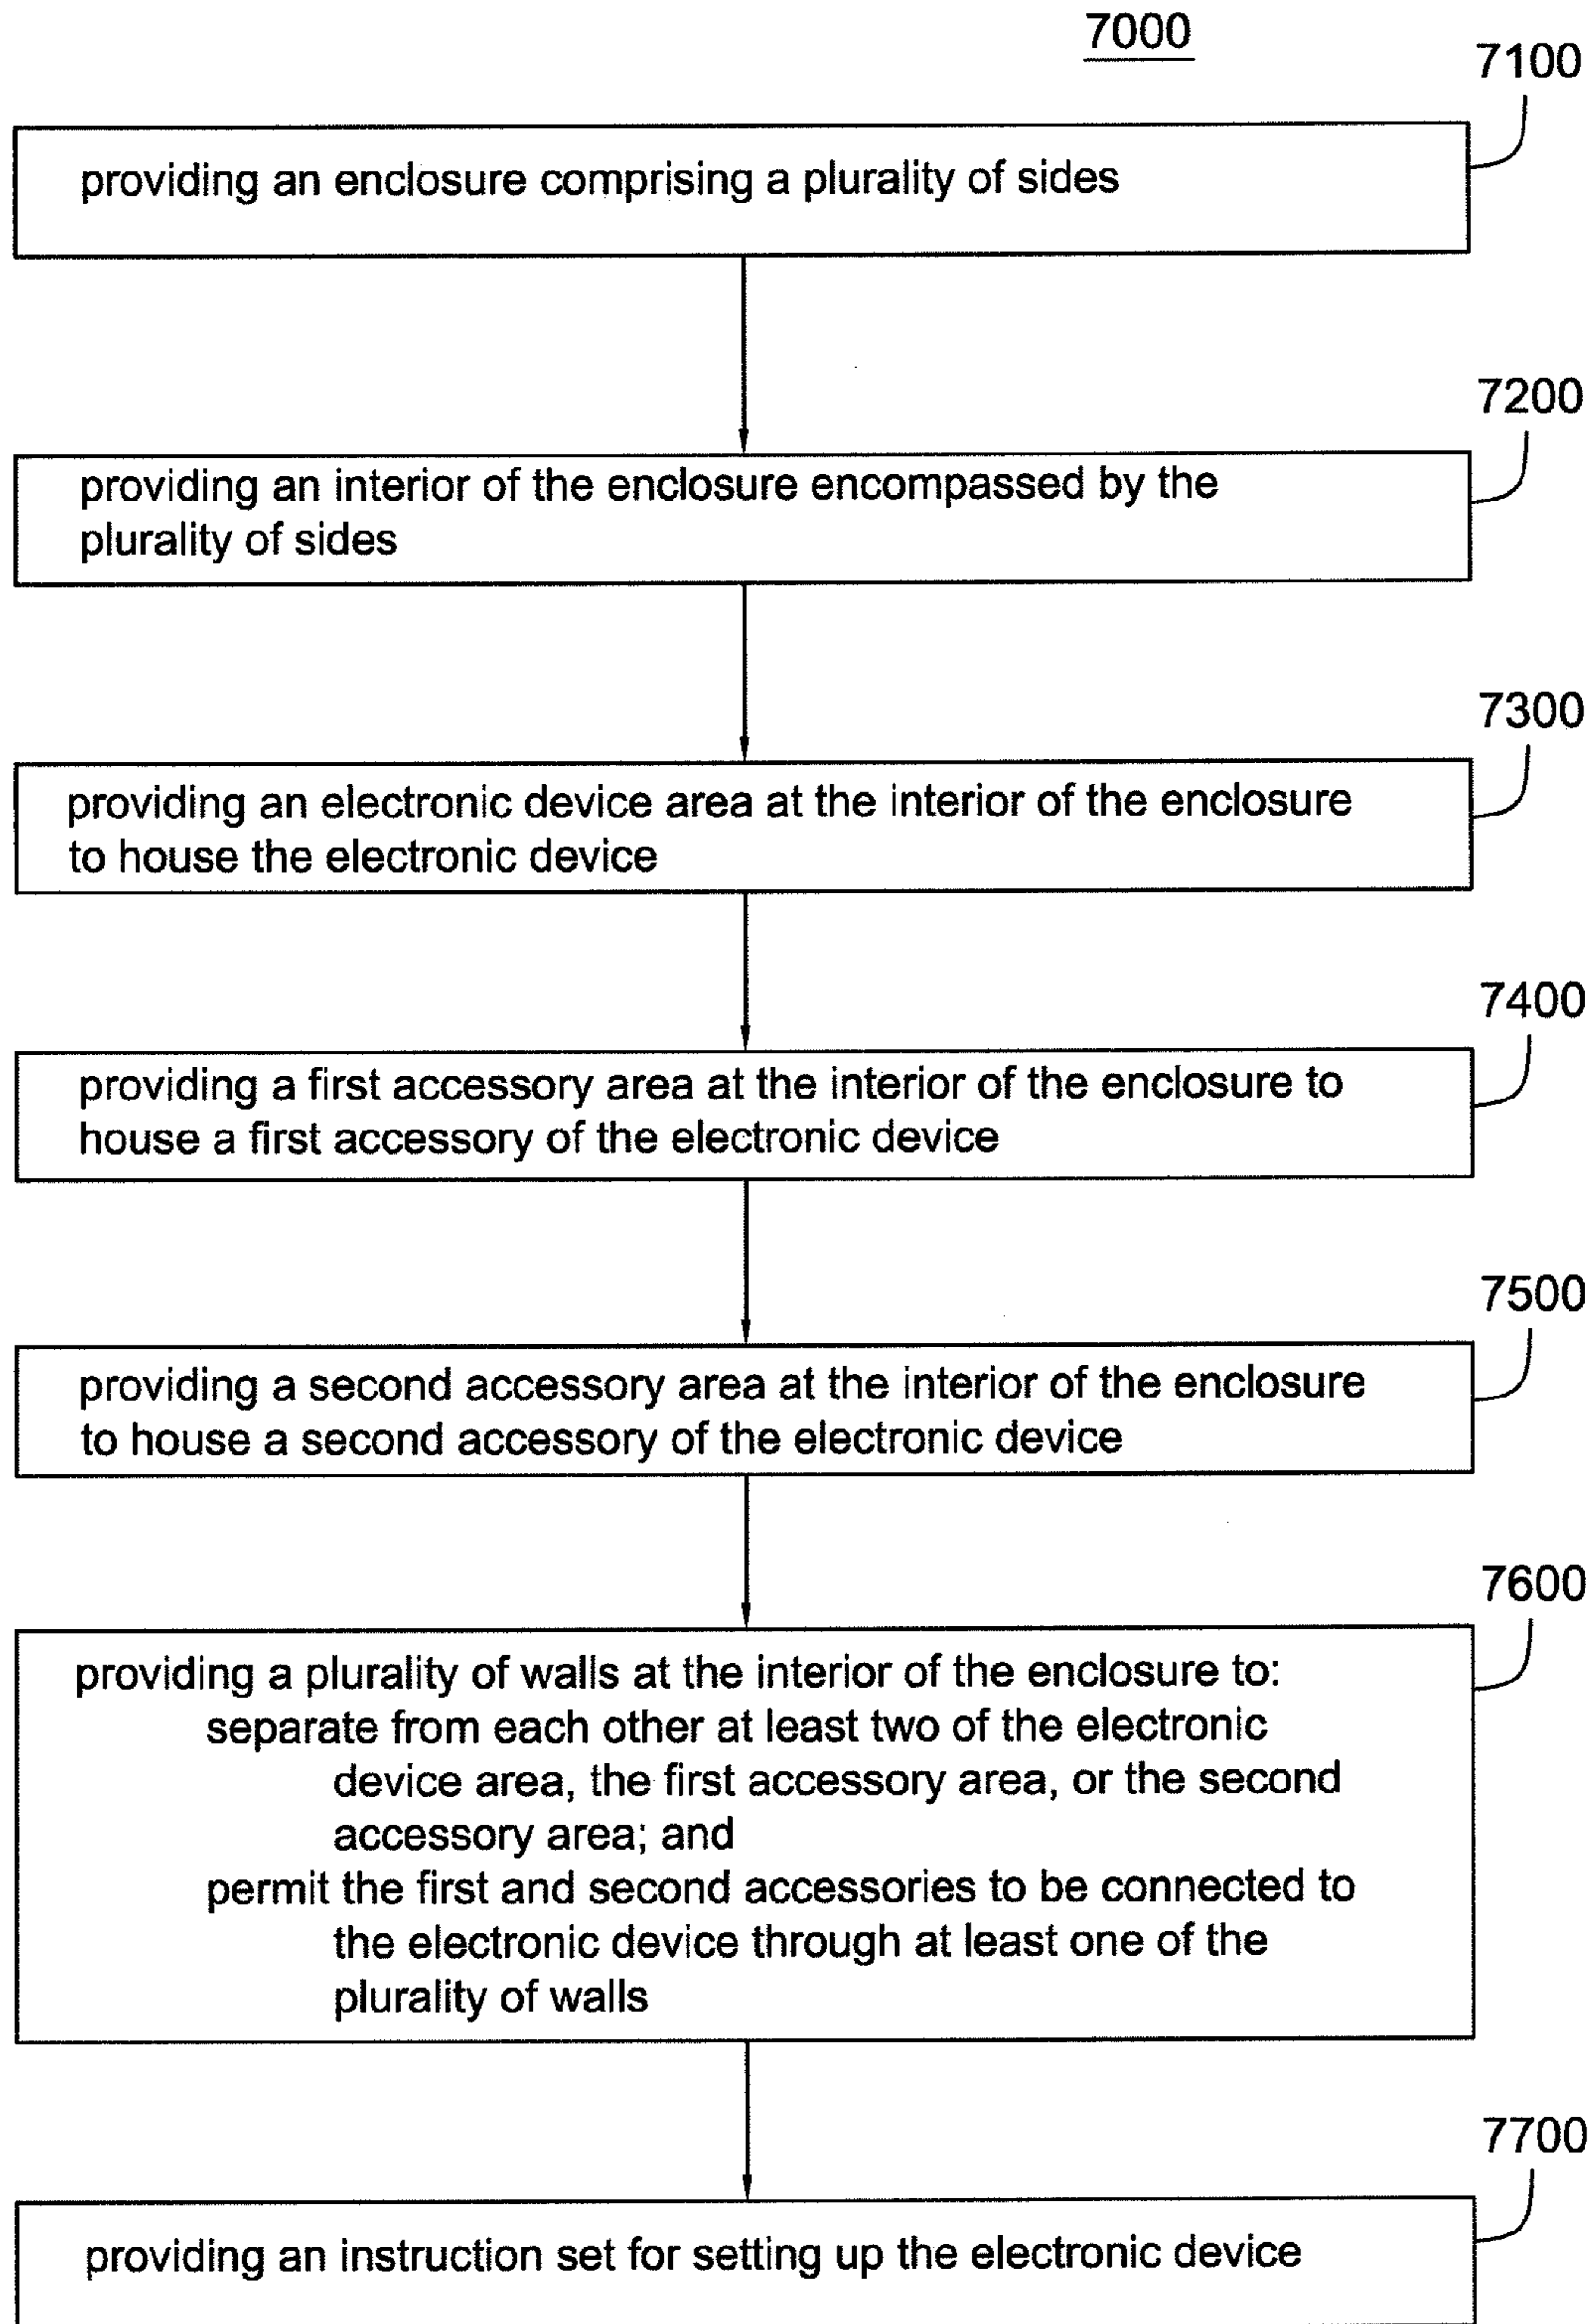 7000
7100
providing an enclosure comprising a plurality of sides
7200
providing an interior of the enclosure encompassed by the
plurality of sides
7300
providing an electronic device area at the interior of the enclosure
to house the electronic device
7400
providing a first accessory area at the interior of the enclosure to
house a first accessory of the electronic device
7500
providing a second accessory area at the interior of the enclosure
to house a second accessory of the electronic device
7600
providing a plurality of walls at the interior of the enclosure to:
separate from each other at least two of the electronic
device area, the first accessory area, or the second
accessory area; and
permit the first and second accessories to be connected to
the electronic device through at least one of the
plurality of walls
7700
providing an instruction set for setting up the electronic device